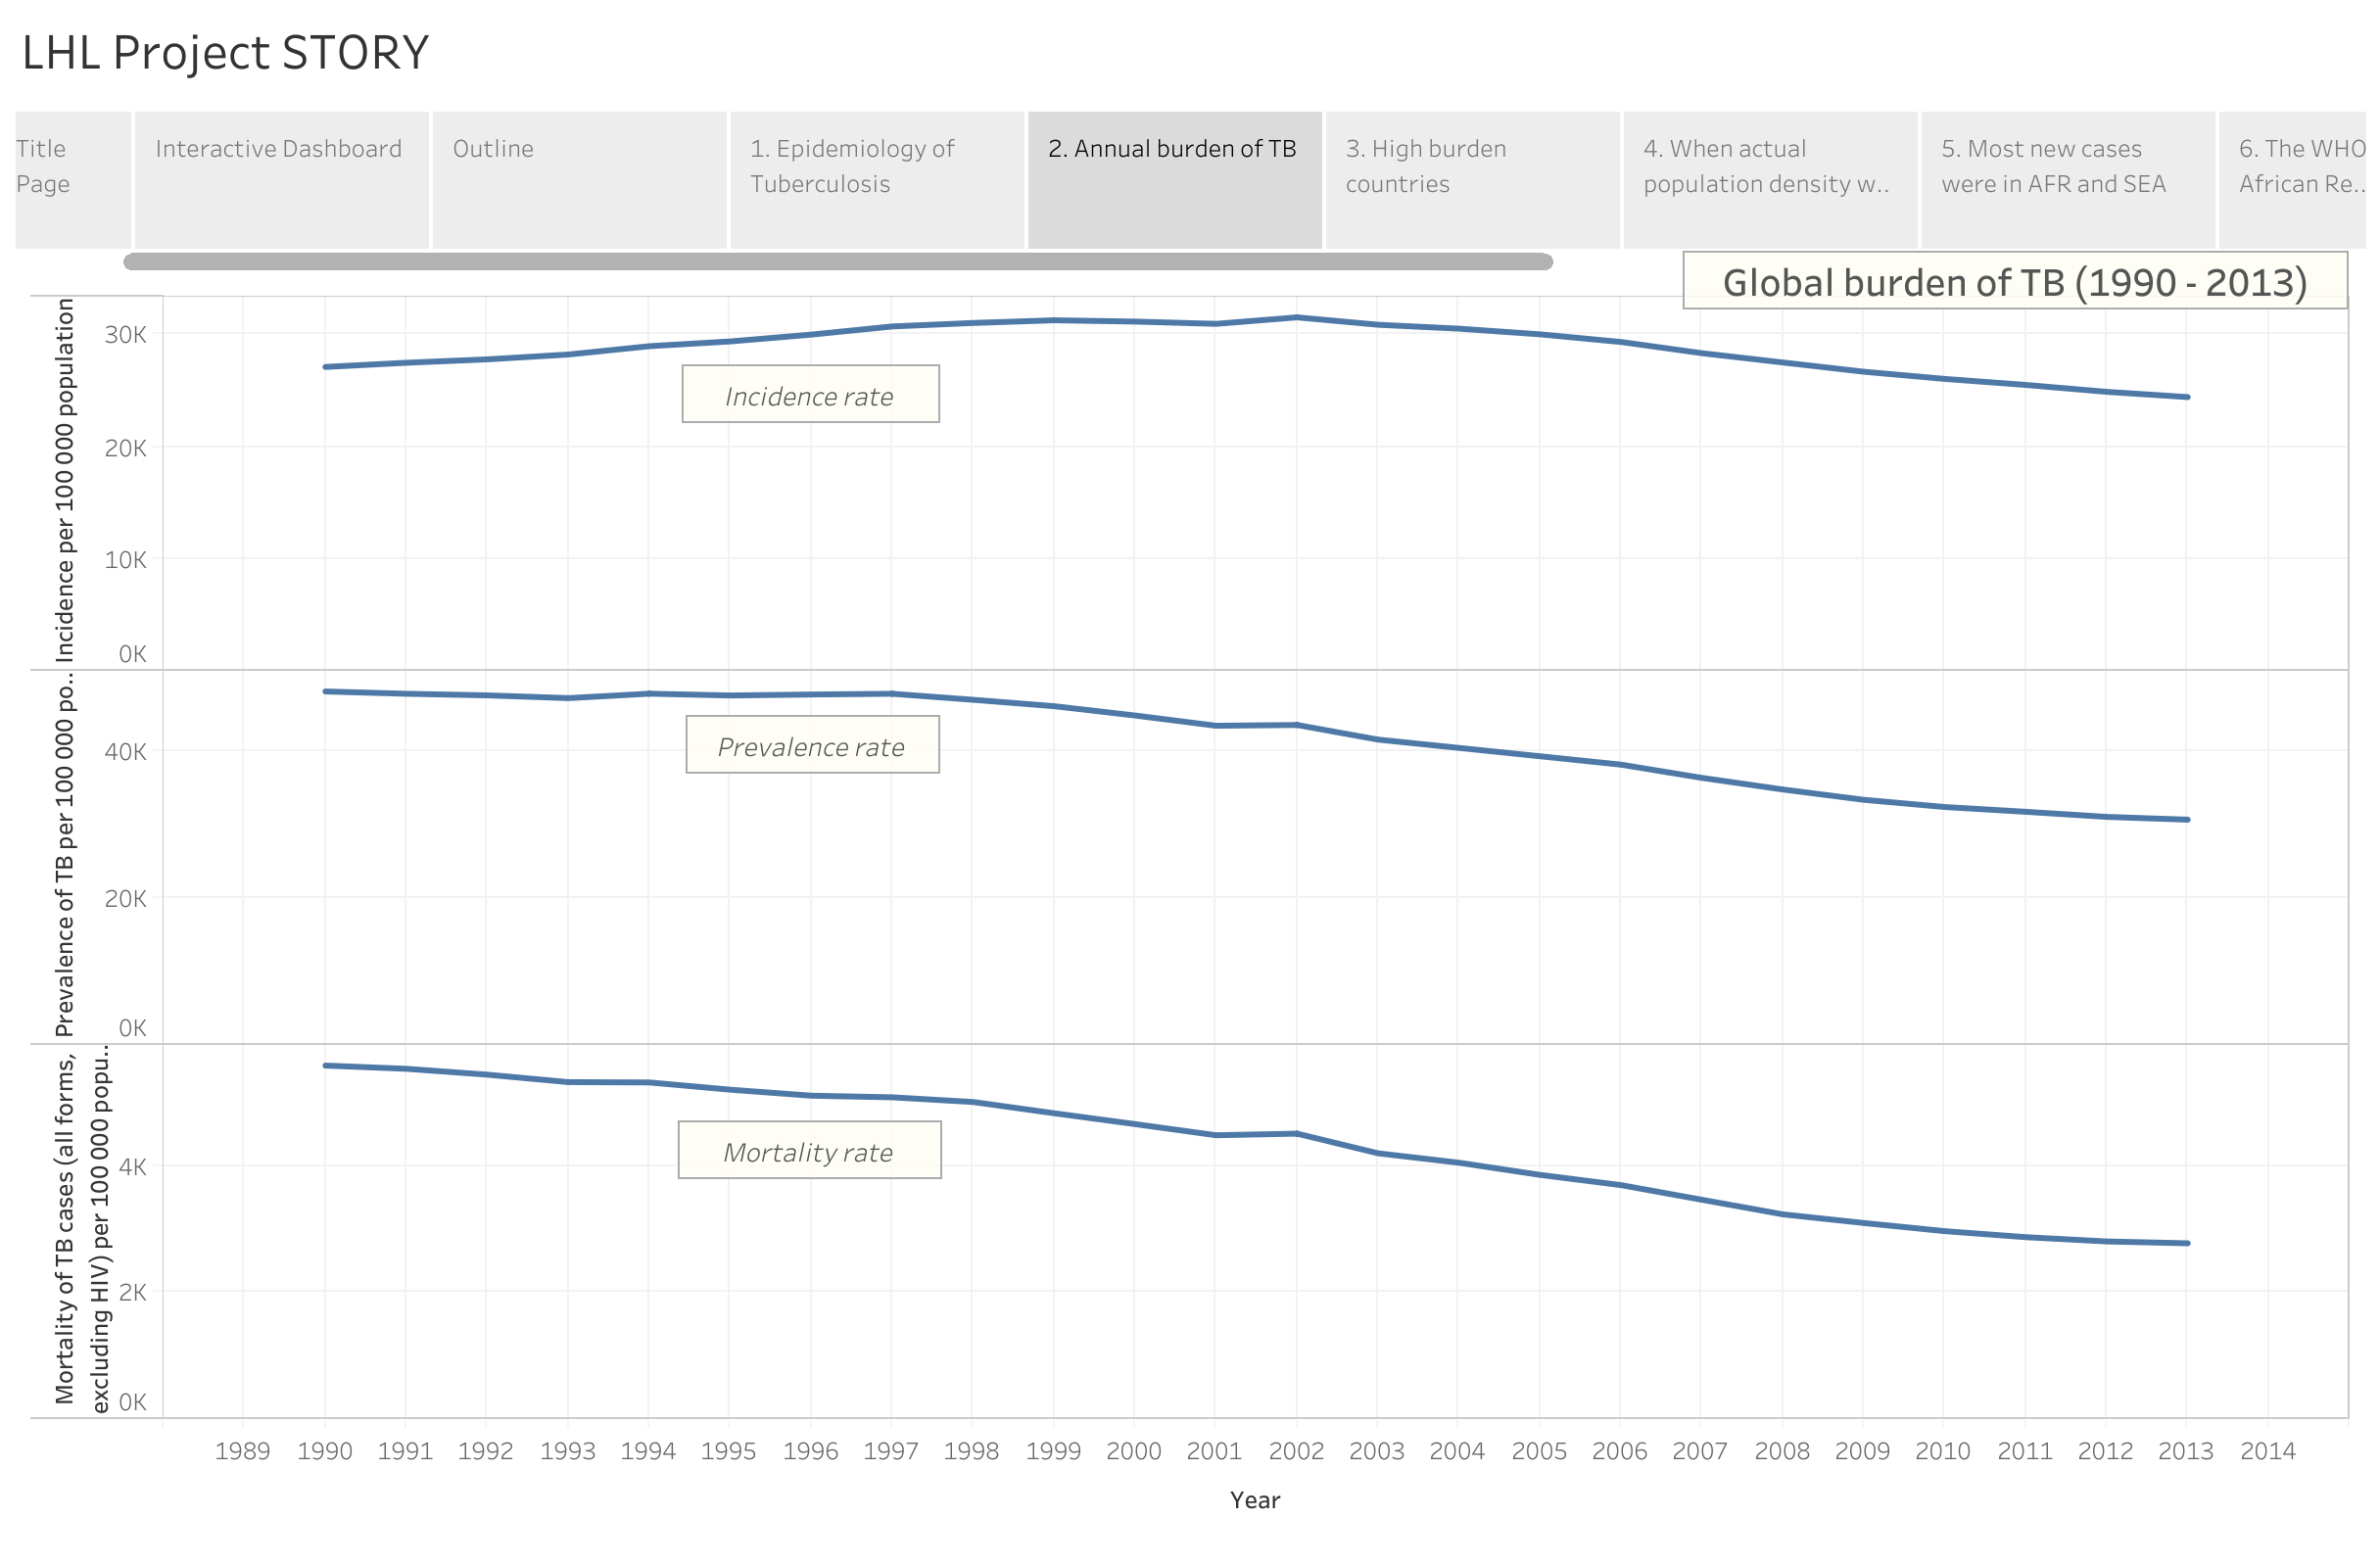 LHL Project STORY
Title
Page
Interactive Dashboard
Outline
1. Epidemiology of
Tuberculosis
2. Annual burden of TB
3. High burden
countries
4. When actual
population density w..
5. Most new cases
were in AFR and SEA
6. The WHO
African Re..
Global burden of TB (1990 - 2013)
Incidence per 100 000 population
30K
20K
10K
0K
Incidence rate
Prevalence of TB per 100 000 po..
40K
20K
0K
Prevalence rate
Mortality of TB cases (all forms,
excluding HIV) per 100 000 popu..
4K
2K
0K
Mortality rate
1989 1990 1991 1992 1993 1994 1995 1996 1997 1998 1999 2000 2001 2002 2003 2004 2005 2006 2007 2008 2009 2010 2011 2012 2013 2014
Year